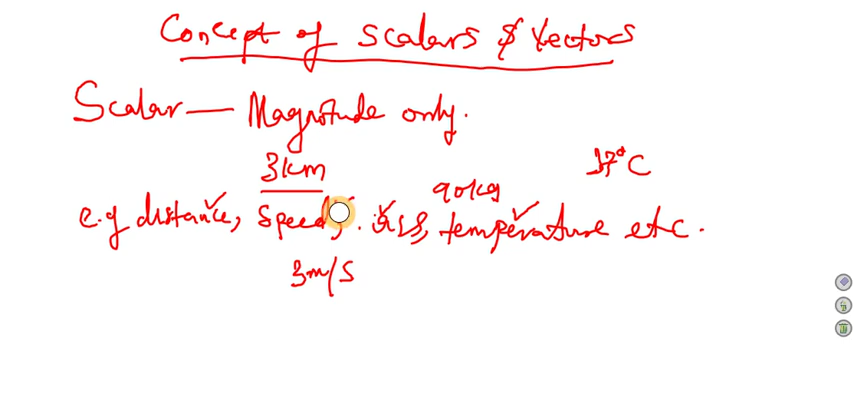 Concept of Scalars & Vectors
Scalar — Magnitude only.
3km 90kg 37°C
e.g distance, Speed, temperature etc.
3m/s